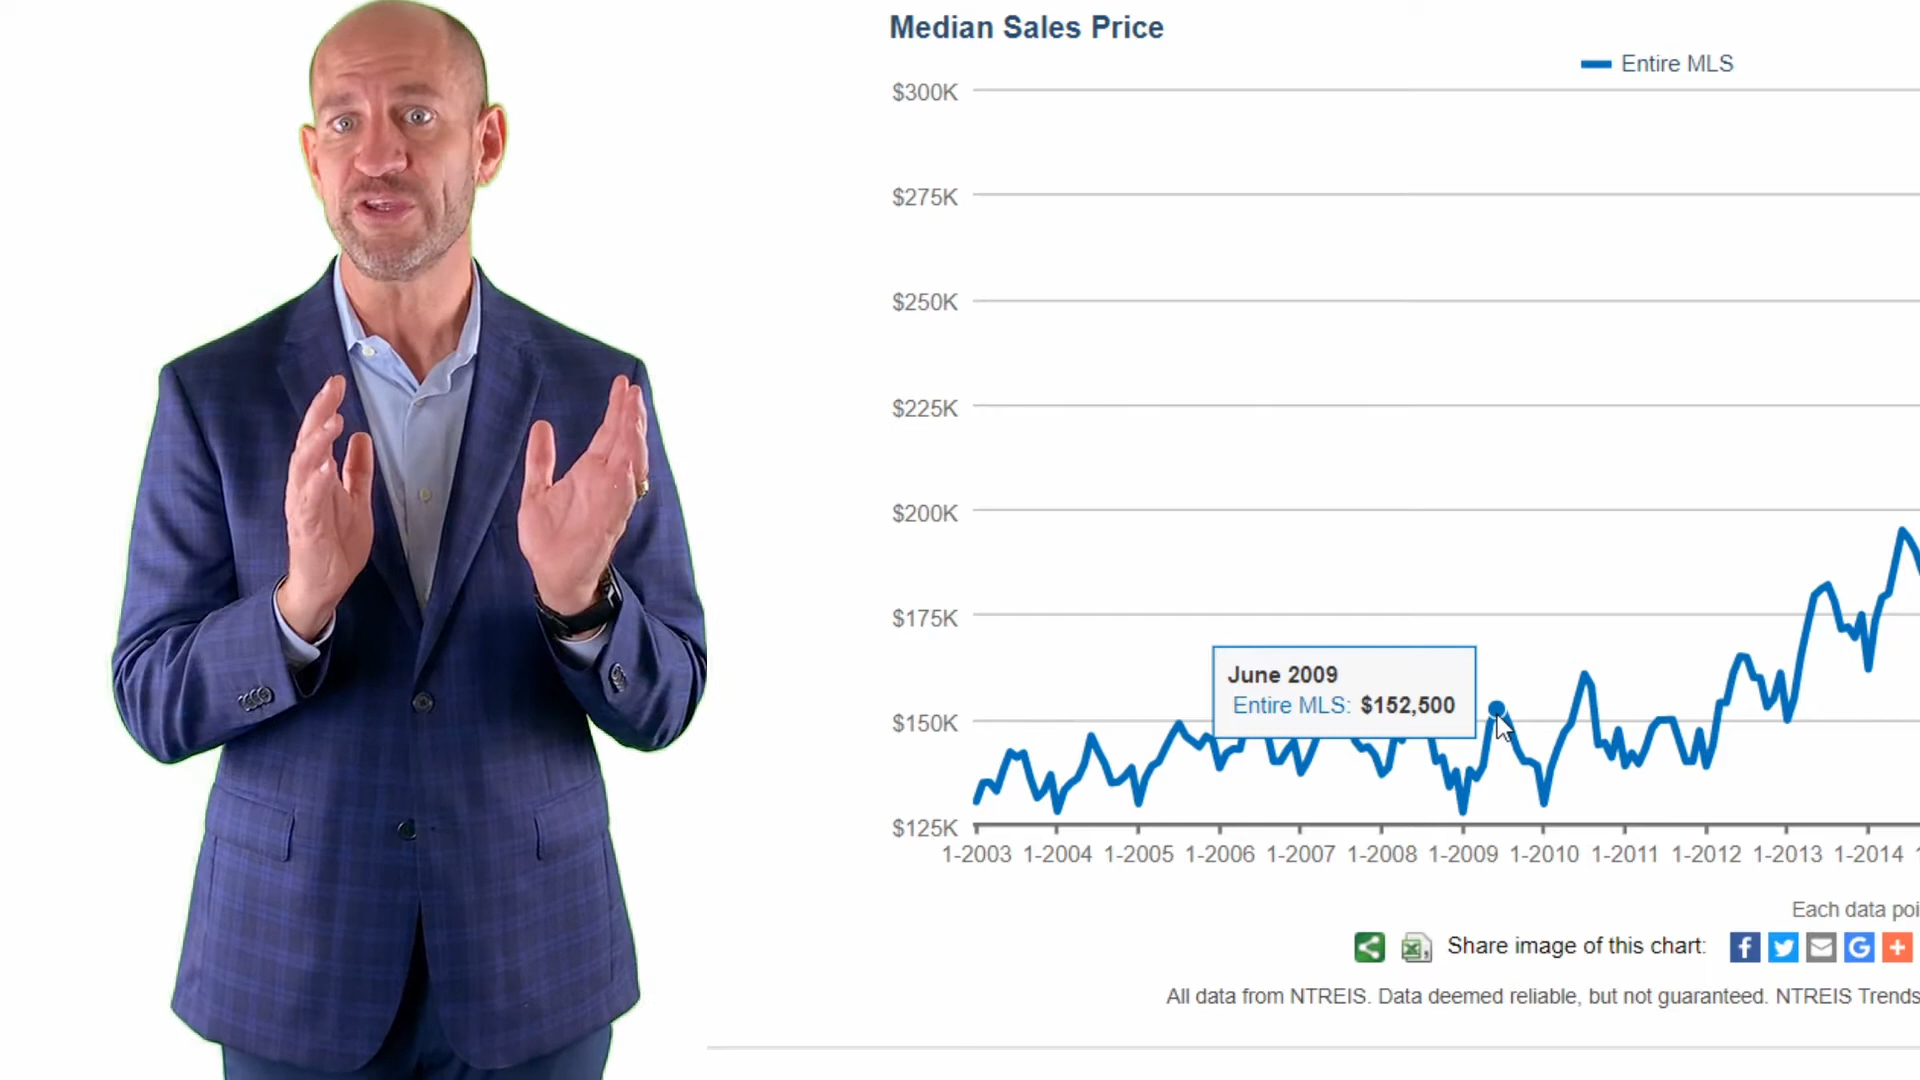 Median Sales Price
Entire MLS
$300K
$275K
$250K
$225K
$200K
$175K
$150K
$125K
June 2009
Entire MLS: $152,500
1-2003 1-2004 1-2005 1-2006 1-2007 1-2008 1-2009 1-2010 1-2011 1-2012 1-2013 1-2014
Each data poi
Share image of this chart:
All data from NTREIS. Data deemed reliable, but not guaranteed. NTREIS Trends